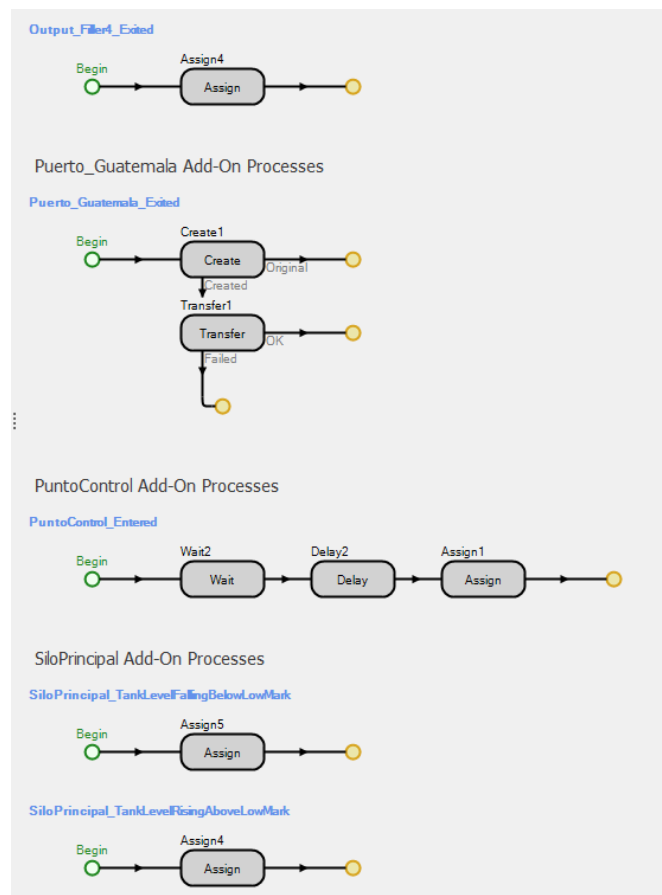 Output_Filler4_Exited
Assign4
Begin
Assign
Puerto_Guatemala Add-On Processes
Puerto_Guatemala_Exited
Create1
Begin
Create
Original
Created
Transfer1
Transfer
OK
Failed
PuntoControl Add-On Processes
PuntoControl_Entered
Wait2 Delay2 Assign1
Begin
Wait Delay Assign
SiloPrincipal Add-On Processes
SiloPrincipal_TankLevelFallingBelowLowMark
Assign5
Begin
Assign
SiloPrincipal_TankLevelRisingAboveLowMark
Assign4
Begin
Assign